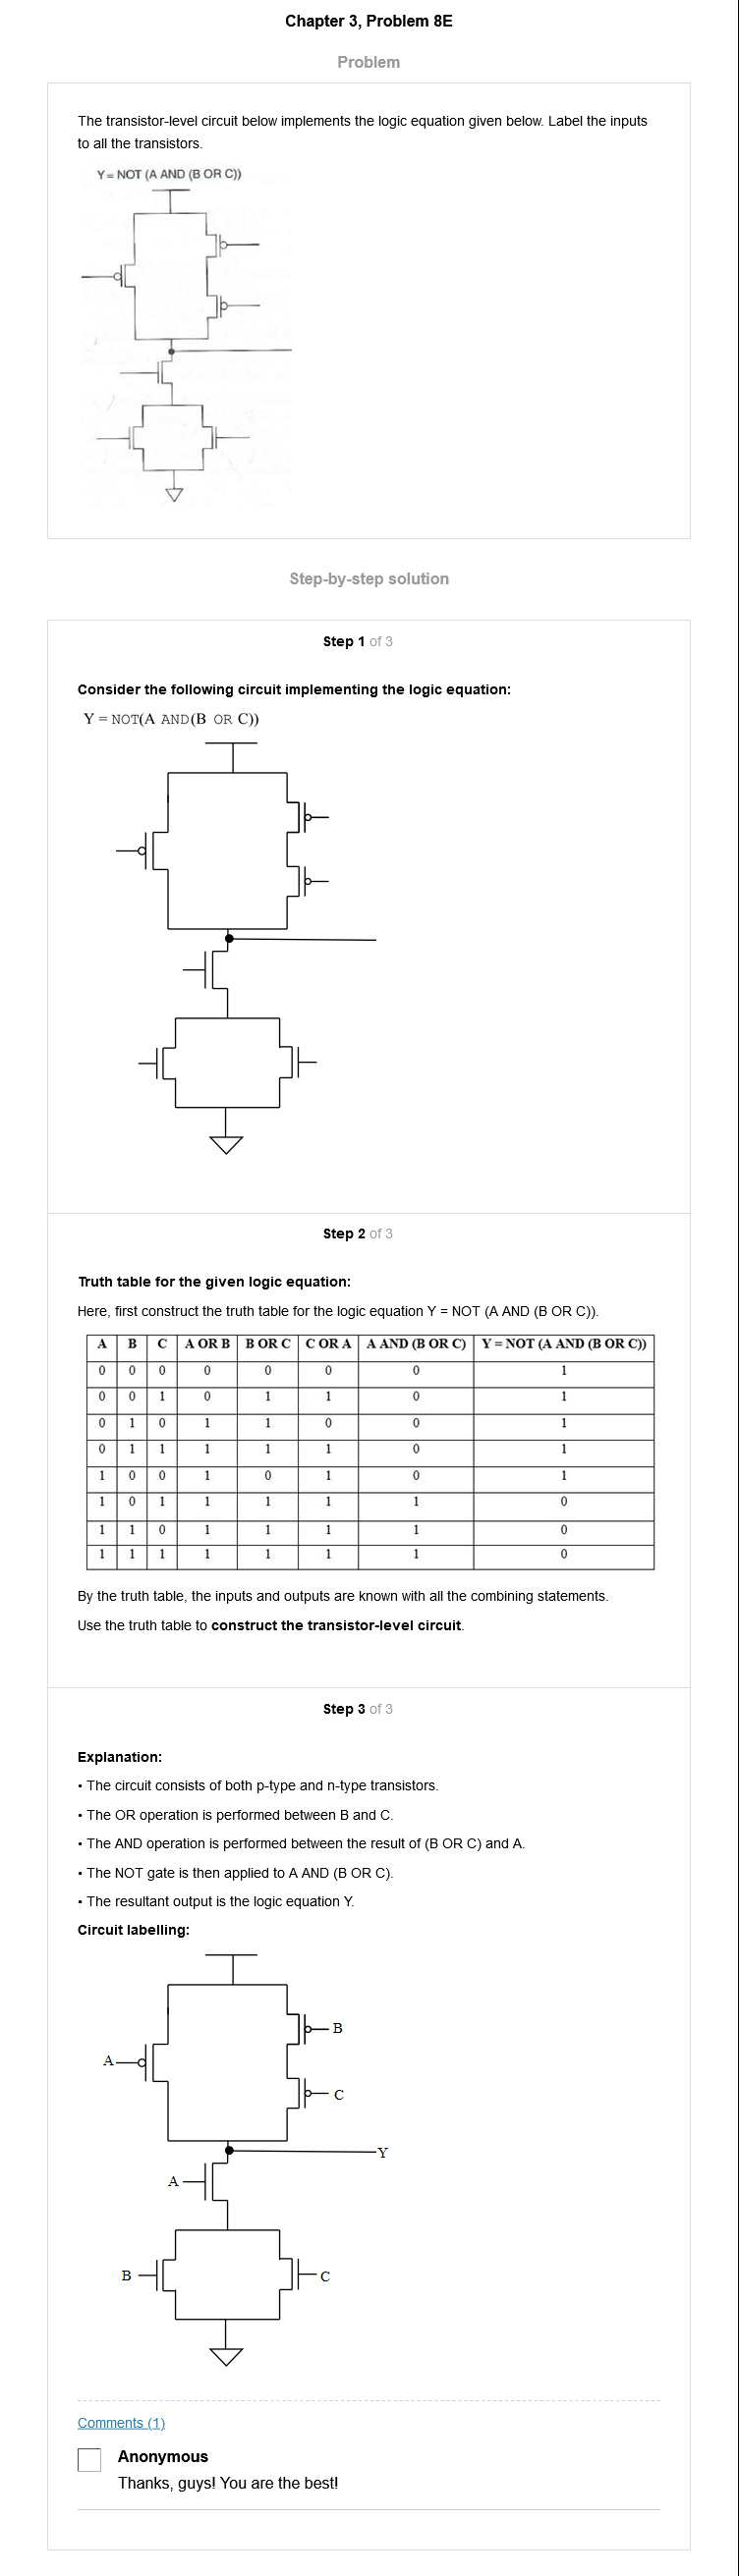 Chapter 3, Problem 8E
Problem
The transistor-level circuit below implements the logic equation given below. Label the inputs
to all the transistors.
Y = NOT (A AND (B OR C))
Step-by-step solution
Step 1 of 3
Consider the following circuit implementing the logic equation:
Y = NOT(A AND(B OR C))
Step 2 of 3
Truth table for the given logic equation:
Here, first construct the truth table for the logic equation Y = NOT (A AND (B OR C)).
A B C A OR B B OR C C OR A A AND (B OR C) Y = NOT (A AND (B OR C))
0 0 0 0 0 0 0 1
0 0 1 0 1 1 0 1
0 1 0 1 1 0 0 1
0 1 1 1 1 1 0 1
1 0 0 1 0 1 0 1
1 0 1 1 1 1 1 0
1 1 0 1 1 1 1 0
1 1 1 1 1 1 1 0
By the truth table, the inputs and outputs are known with all the combining statements.
Use the truth table to construct the transistor-level circuit.
Step 3 of 3
Explanation:
• The circuit consists of both p-type and n-type transistors.
• The OR operation is performed between B and C.
• The AND operation is performed between the result of (B OR C) and A.
• The NOT gate is then applied to A AND (B OR C).
• The resultant output is the logic equation Y.
Circuit labelling:
B
A
C
Y
A
B
C
Comments (1)
Anonymous
Thanks, guys! You are the best!